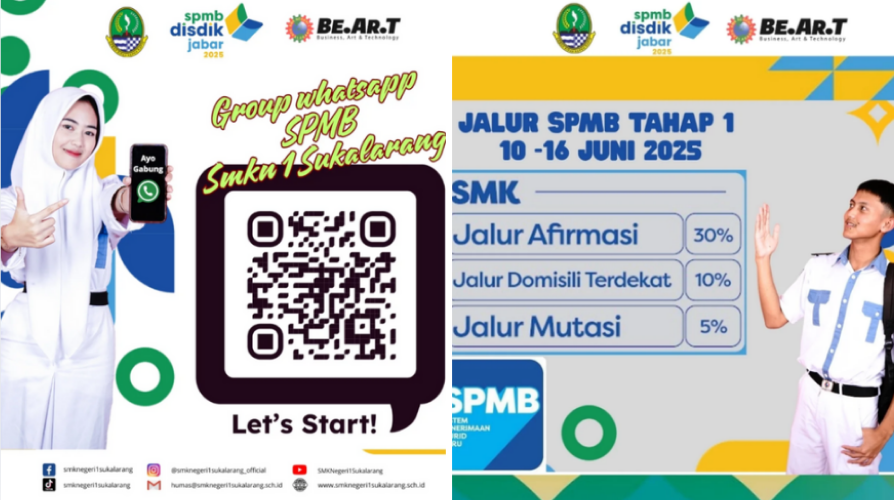 spmb
disdik
jabar
2025
BE.AR.T
Business, Art & Technology
Group whatsapp
SPMB
Smkn 1 Sukalarang
Ayo
Gabung
Let's Start!
smknegeri1sukalarang
@smknegeri1sukalarang_official
SMKNegeri1Sukalarang
smknegeri1sukalarang
humas@smknegeri1sukalarang.sch.id
www.smknegeri1sukalarang.sch.id
spmb
disdik
jabar
2025
BE.AR.T
Business, Art & Technology
JALUR SPMB TAHAP 1
10 -16 JUNI 2025
SMK
Jalur Afirmasi 30%
Jalur Domisili Terdekat 10%
Jalur Mutasi 5%
SPMB